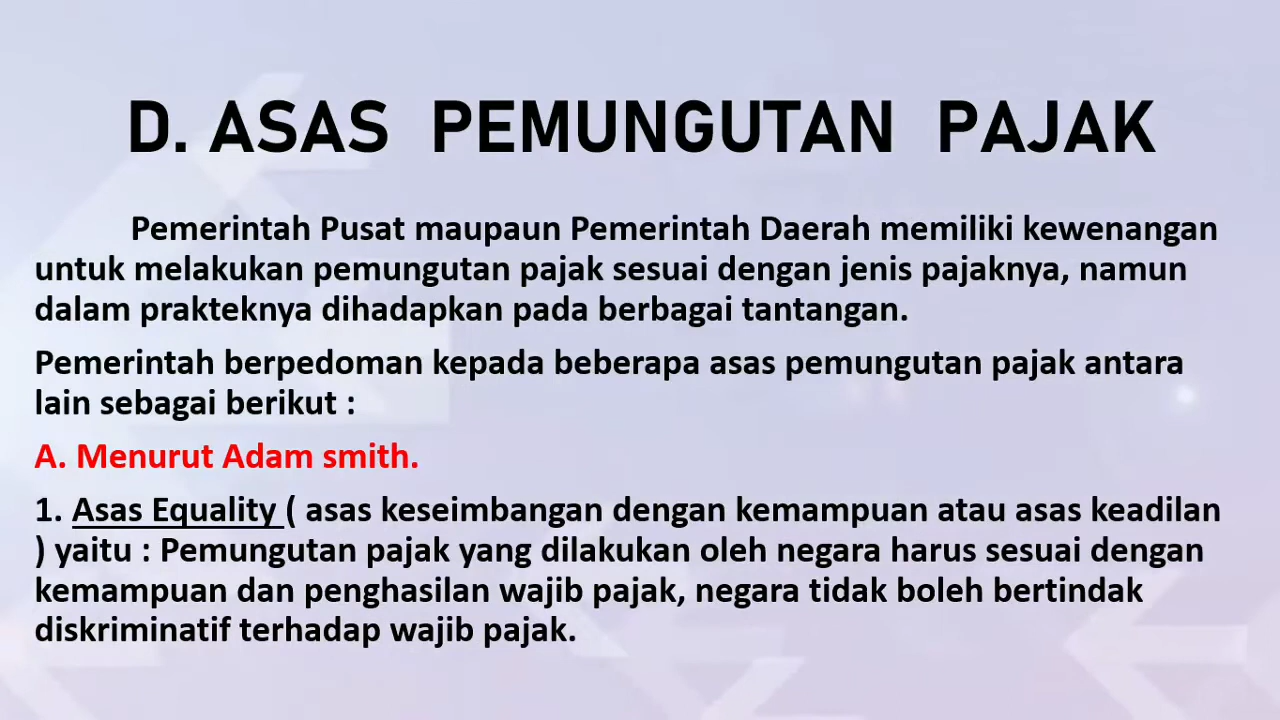 D. ASAS PEMUNGUTAN PAJAK
Pemerintah Pusat maupaun Pemerintah Daerah memiliki kewenangan
untuk melakukan pemungutan pajak sesuai dengan jenis pajaknya, namun
dalam prakteknya dihadapkan pada berbagai tantangan.
Pemerintah berpedoman kepada beberapa asas pemungutan pajak antara
lain sebagai berikut :
A. Menurut Adam smith.
1. Asas Equality ( asas keseimbangan dengan kemampuan atau asas keadilan
) yaitu : Pemungutan pajak yang dilakukan oleh negara harus sesuai dengan
kemampuan dan penghasilan wajib pajak, negara tidak boleh bertindak
diskriminatif terhadap wajib pajak.